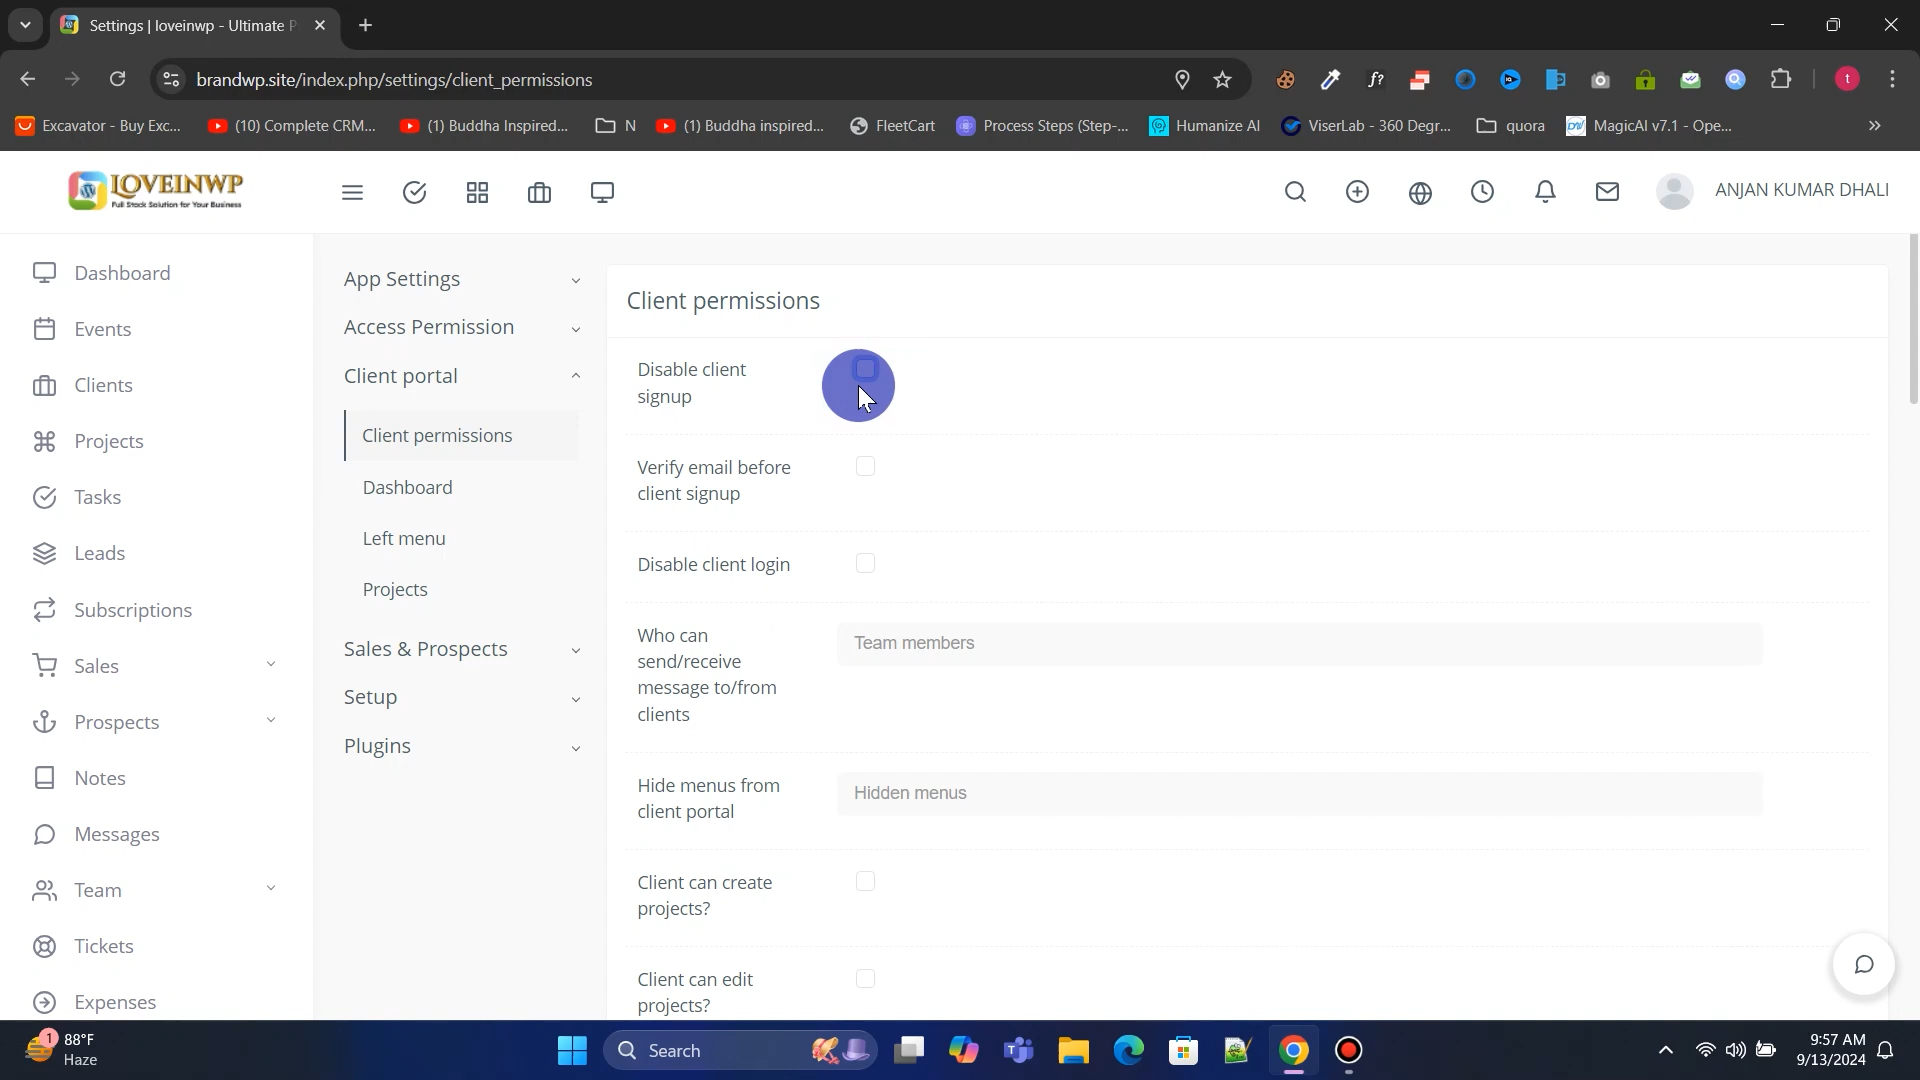 Settings | loveinwp - Ultimate P
brandwp.site/index.php/settings/client_permissions
t
Excavator - Buy Exc...
(10) Complete CRM...
(1) Buddha Inspired...
N
(1) Buddha inspired...
FleetCart
Process Steps (Step-...
Humanize AI
ViserLab - 360 Degr...
quora
MagicAI v7.1 - Ope...
LOVEINWP
Full Stack Solution for Your Business
ANJAN KUMAR DHALI
Dashboard
Events
Clients
Projects
Tasks
Leads
Subscriptions
Sales
Prospects
Notes
Messages
Team
Tickets
Expenses
App Settings
Access Permission
Client portal
Client permissions
Dashboard
Left menu
Projects
Sales & Prospects
Setup
Plugins
Client permissions
Disable client
signup
Verify email before
client signup
Disable client login
Who can
send/receive
message to/from
clients
Team members
Hide menus from
client portal
Hidden menus
Client can create
projects?
Client can edit
projects?
1
88°F
Haze
Search
9:57 AM
9/13/2024